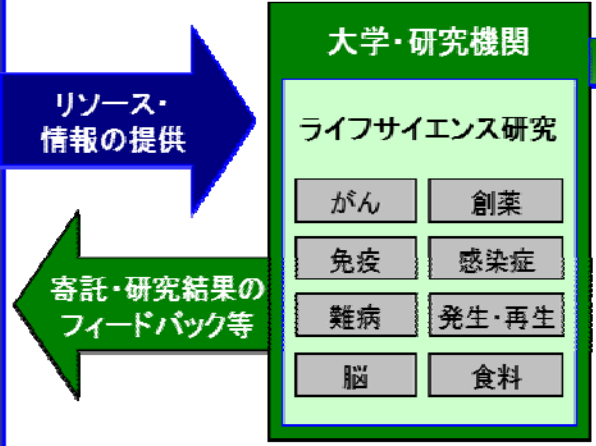 大学・研究機関
リソース・
情報の提供
ライフサイエンス研究
がん
創薬
免疫
感染症
寄託・研究結果の
フィードバック等
難病
発生・再生
脳
食料